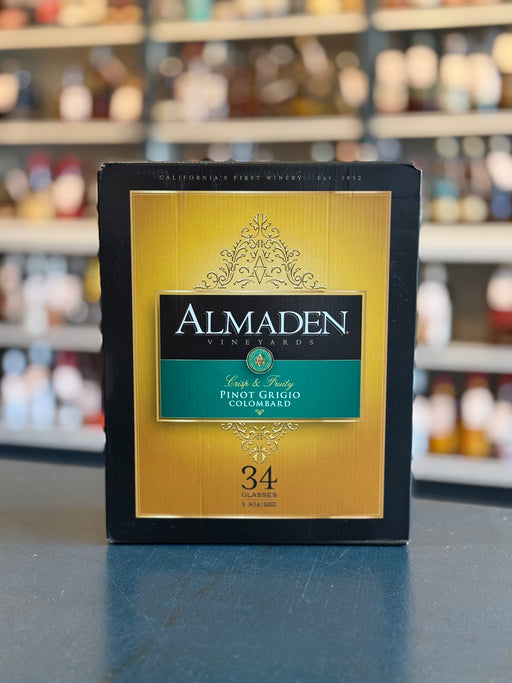 CALIFORNIA'S FIRST WINERY EST. 1852
ALMADEN
VINEYARDS
Crisp & Fruity
PINOT GRIGIO
COLOMBARD
34
GLASSES